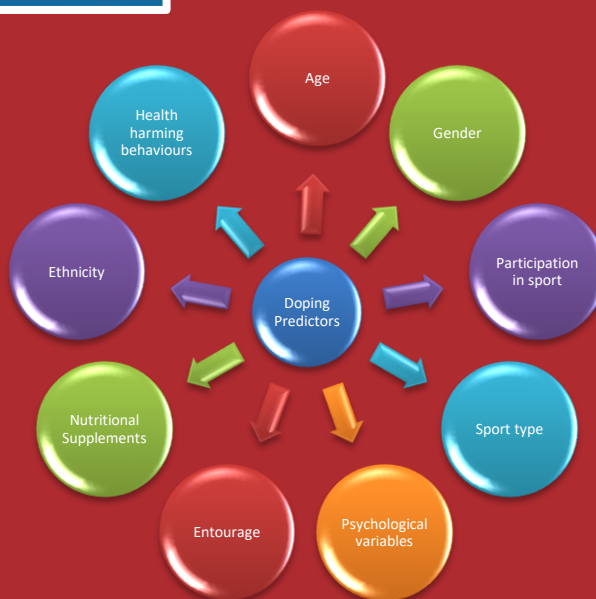 Age
Gender
Participation
in sport
Sport type
Psychological
variables
Entourage
Nutritional
Supplements
Ethnicity
Health
harming
behaviours
Doping
Predictors